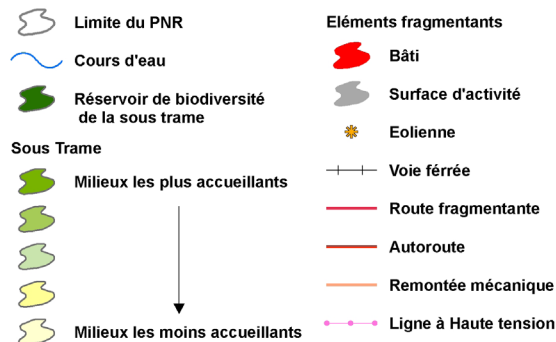 Limite du PNR
Cours d'eau
Réservoir de biodiversité
de la sous trame
Sous Trame
Milieux les plus accueillants
Milieux les moins accueillants
Eléments fragmentants
Bâti
Surface d'activité
Eolienne
Voie férrée
Route fragmentante
Autoroute
Remontée mécanique
Ligne à Haute tension